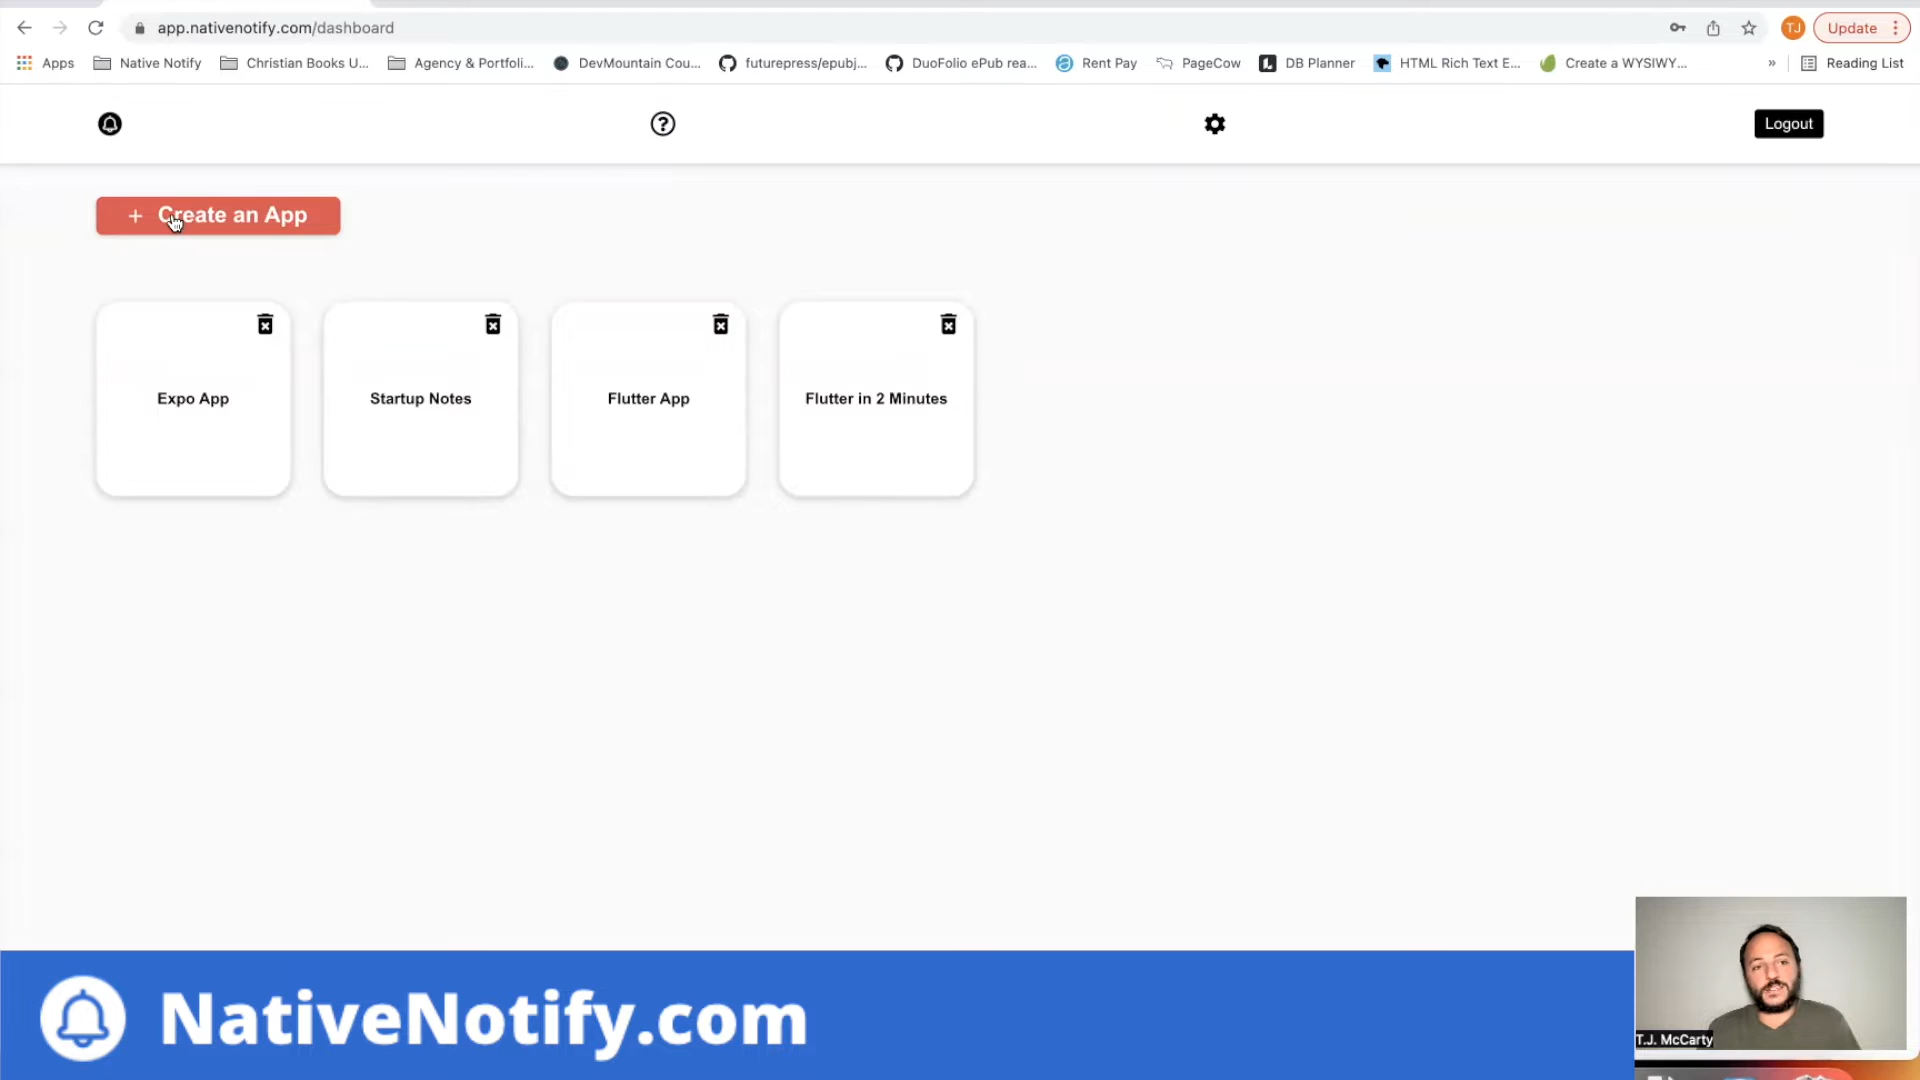 app.nativenotify.com/dashboard
TJ
Update
Apps
Native Notify
Christian Books U...
Agency & Portfoli...
DevMountain Cou...
futurepress/epubj...
DuoFolio ePub rea...
Rent Pay
PageCow
DB Planner
HTML Rich Text E...
Create a WYSIWY...
»
Reading List
?
Logout
+ Create an App
Expo App
Startup Notes
Flutter App
Flutter in 2 Minutes
NativeNotify.com
T.J. McCarty